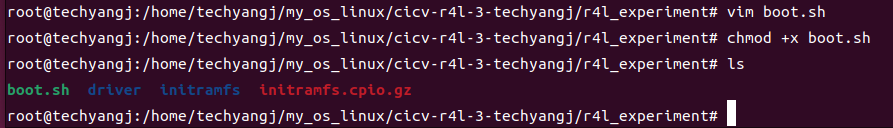 root@techyangj:/home/techyangj/my_os_linux/cicv-r4l-3-techyangj/r4l_experiment# vim boot.sh
root@techyangj:/home/techyangj/my_os_linux/cicv-r4l-3-techyangj/r4l_experiment# chmod +x boot.sh
root@techyangj:/home/techyangj/my_os_linux/cicv-r4l-3-techyangj/r4l_experiment# ls
boot.sh driver initramfs initramfs.cpio.gz
root@techyangj:/home/techyangj/my_os_linux/cicv-r4l-3-techyangj/r4l_experiment#